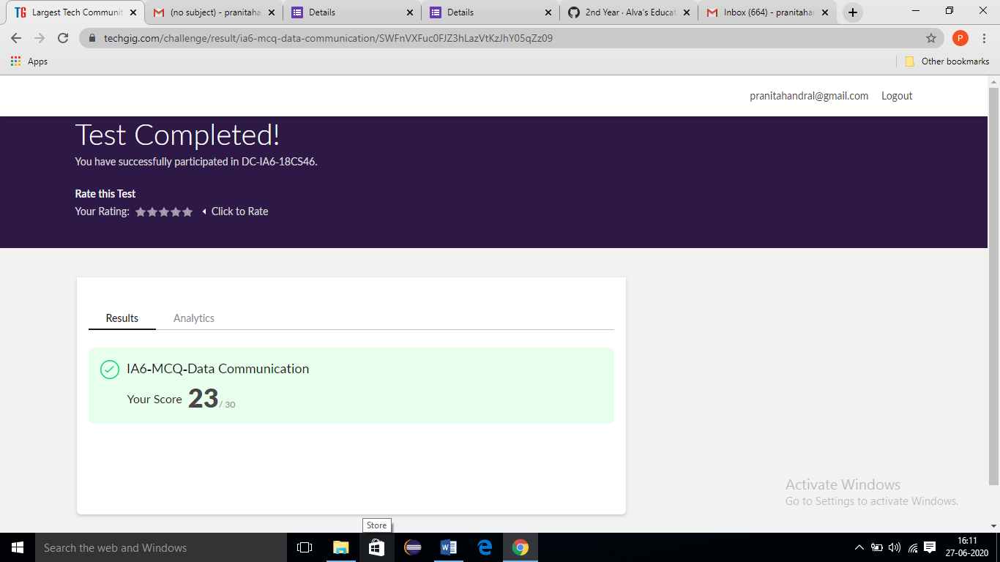 TG Largest Tech Communit
(no subject) - pranitaha
Details
Details
2nd Year · Alva's Educat
Inbox (664) - pranitahan
techgig.com/challenge/result/ia6-mcq-data-communication/SWFnVXFuc0FJZ3hLazVtKzJhY05qZz09
P
Apps
Other bookmarks
pranitahandral@gmail.com Logout
Test Completed!
You have successfully participated in DC-IA6-18CS46.
Rate this Test
Your Rating: Click to Rate
Results Analytics
IA6-MCQ-Data Communication
Your Score 23 / 30
Activate Windows
Go to Settings to activate Windows.
Store
Search the web and Windows
16:11
27-06-2020